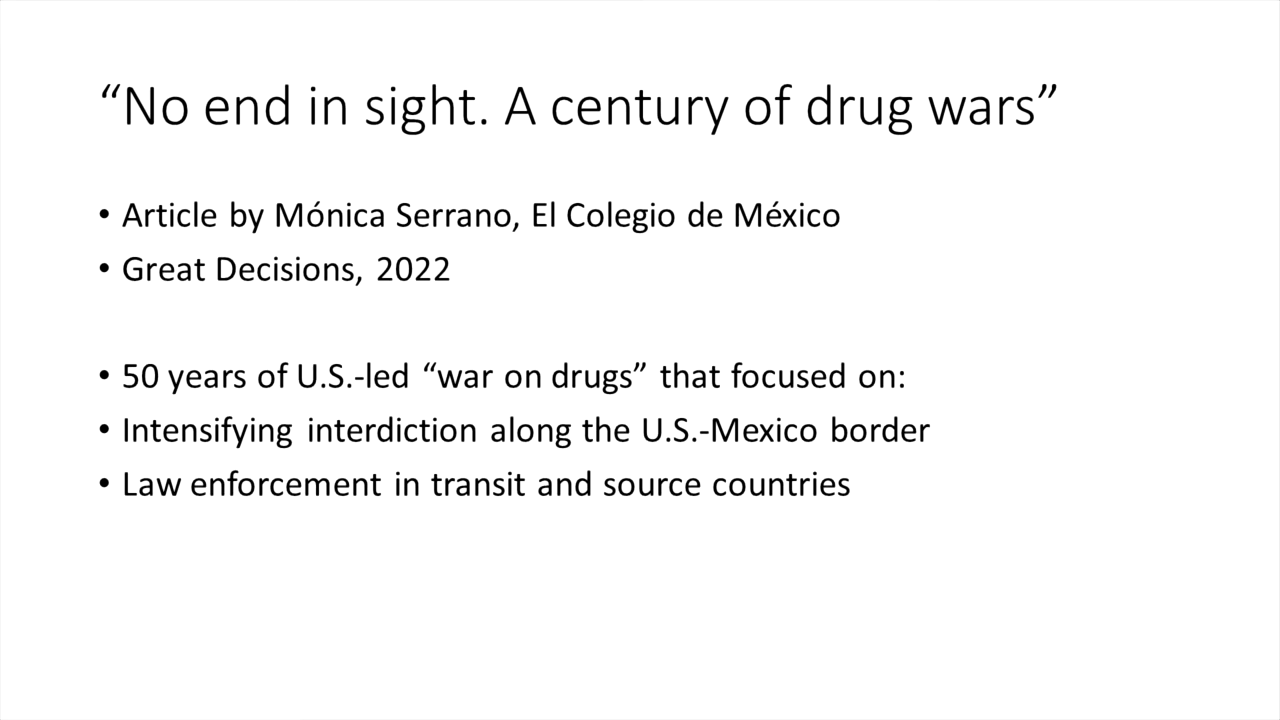 “No end in sight. A century of drug wars”
• Article by Mónica Serrano, El Colegio de México
• Great Decisions, 2022
• 50 years of U.S.-led “war on drugs” that focused on:
• Intensifying interdiction along the U.S.-Mexico border
• Law enforcement in transit and source countries